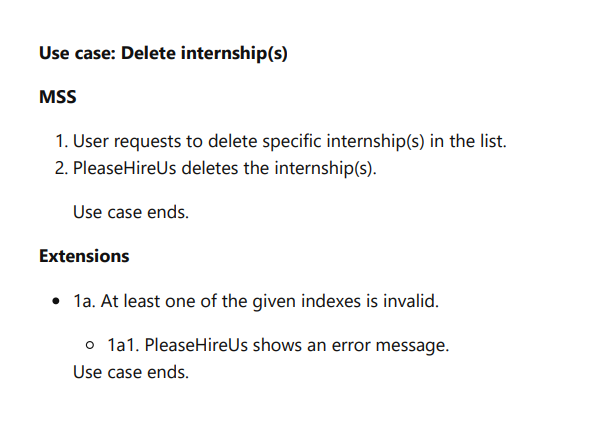 Use case: Delete internship(s)
MSS
1. User requests to delete specific internship(s) in the list.
2. PleaseHireUs deletes the internship(s).
Use case ends.
Extensions
• 1a. At least one of the given indexes is invalid.
○ 1a1. PleaseHireUs shows an error message.
Use case ends.